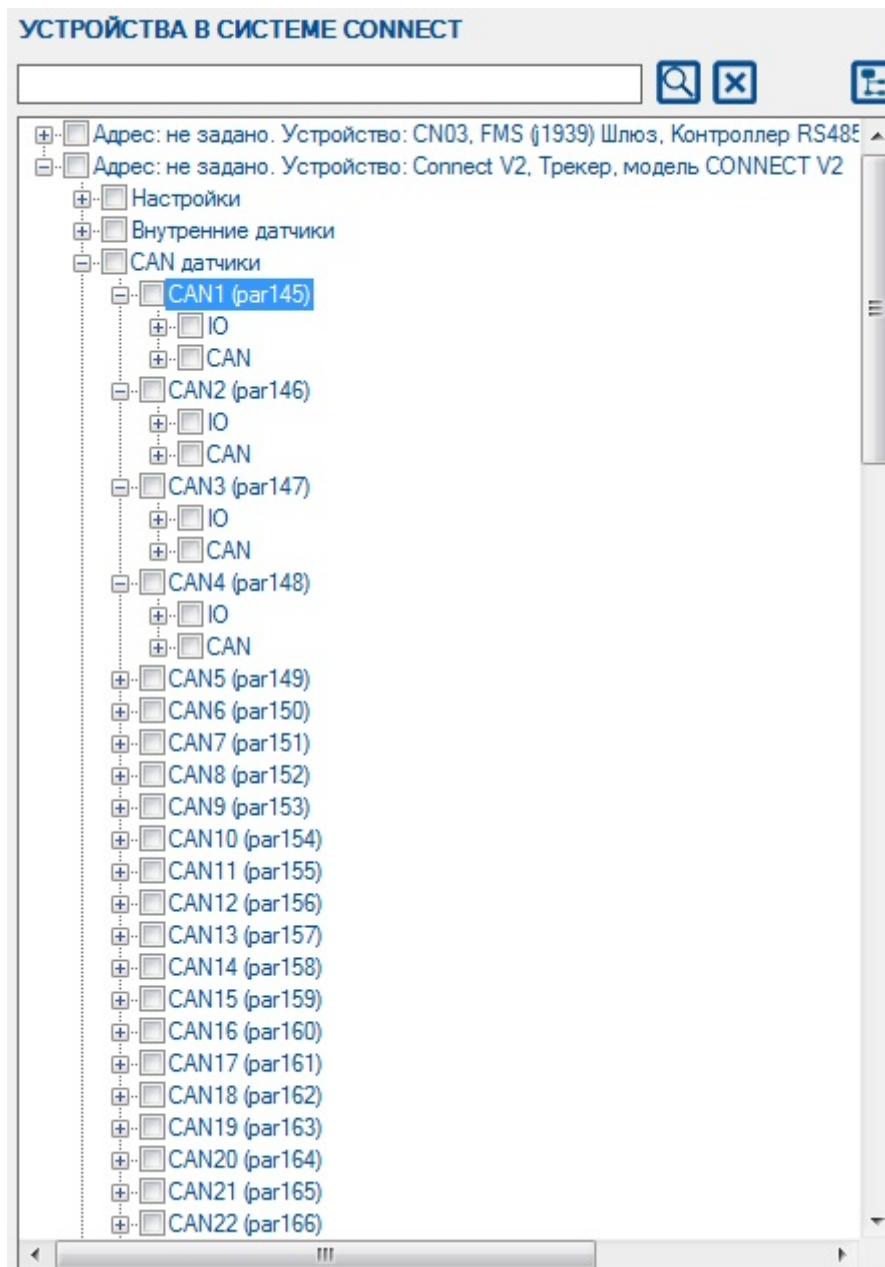 УСТРОЙСТВА В СИСТЕМЕ CONNECT
Адрес: не задано. Устройство: CN03, FMS (j1939) Шлюз, Контроллер RS485
Адрес: не задано. Устройство: Connect V2, Трекер, модель CONNECT V2
Настройки
Внутренние датчики
CAN датчики
CAN1 (par145)
IO
CAN
CAN2 (par146)
IO
CAN
CAN3 (par147)
IO
CAN
CAN4 (par148)
IO
CAN
CAN5 (par149)
CAN6 (par150)
CAN7 (par151)
CAN8 (par152)
CAN9 (par153)
CAN10 (par154)
CAN11 (par155)
CAN12 (par156)
CAN13 (par157)
CAN14 (par158)
CAN15 (par159)
CAN16 (par160)
CAN17 (par161)
CAN18 (par162)
CAN19 (par163)
CAN20 (par164)
CAN21 (par165)
CAN22 (par166)